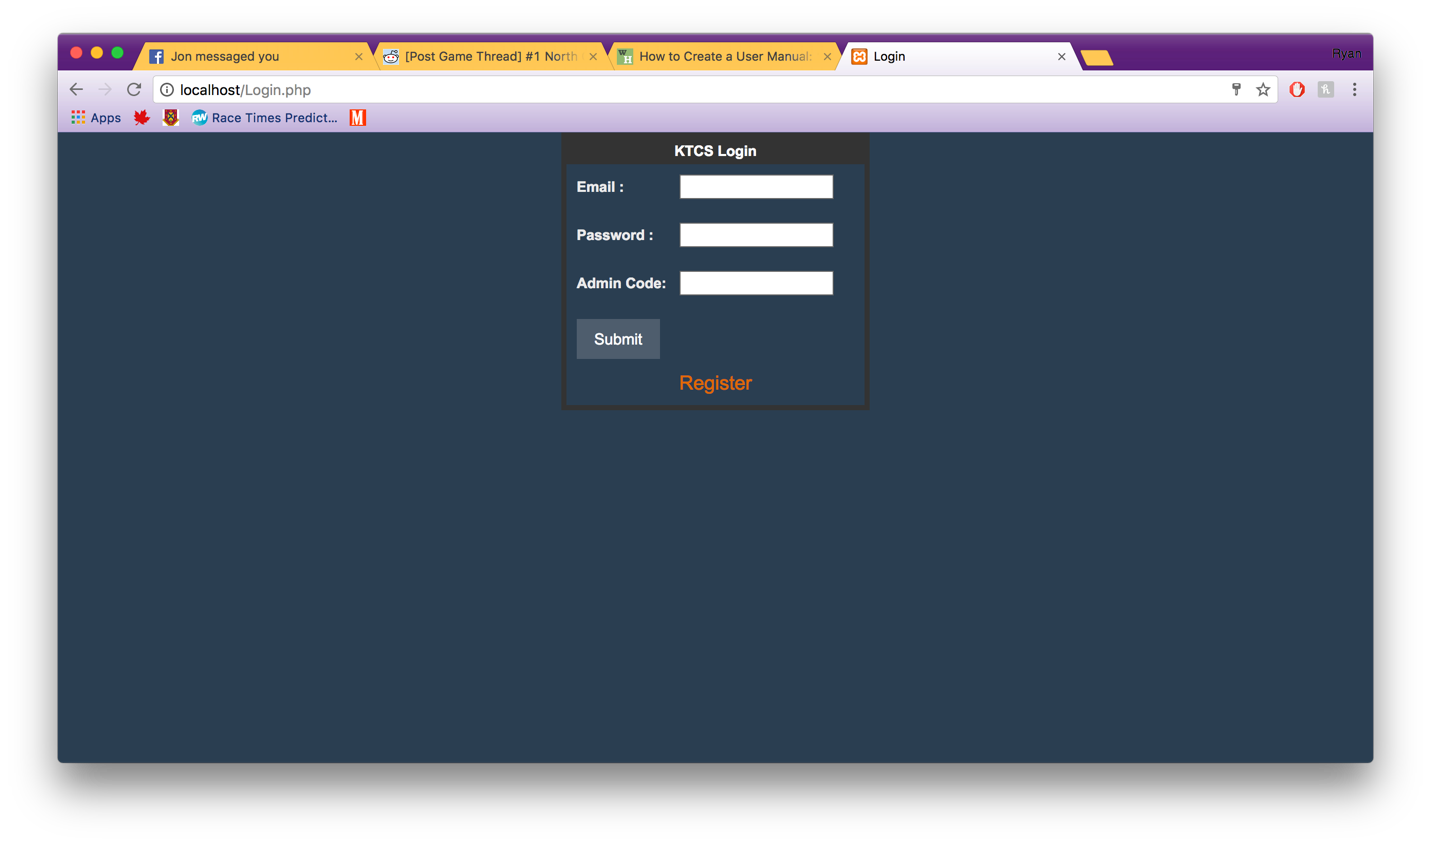 Jon messaged you
[Post Game Thread] #1 North
How to Create a User Manual:
Login
Ryan
localhost/Login.php
Apps
Race Times Predict...
M
KTCS Login
Email :
Password :
Admin Code:
Submit
Register